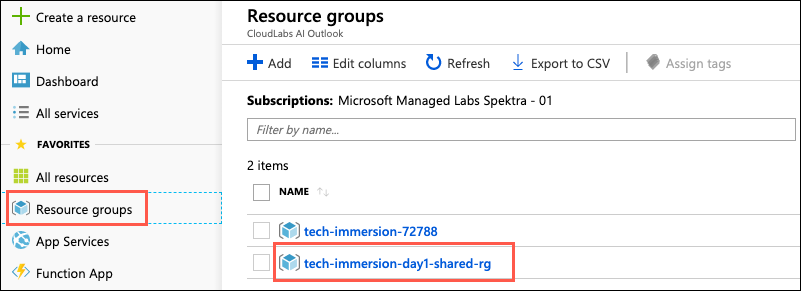 Create a resource
Home
Dashboard
All services
FAVORITES
All resources
Resource groups
App Services
Function App
Resource groups
CloudLabs AI Outlook
Add Edit columns Refresh Export to CSV Assign tags
Subscriptions: Microsoft Managed Labs Spektra - 01
Filter by name...
2 items
NAME
tech-immersion-72788
tech-immersion-day1-shared-rg